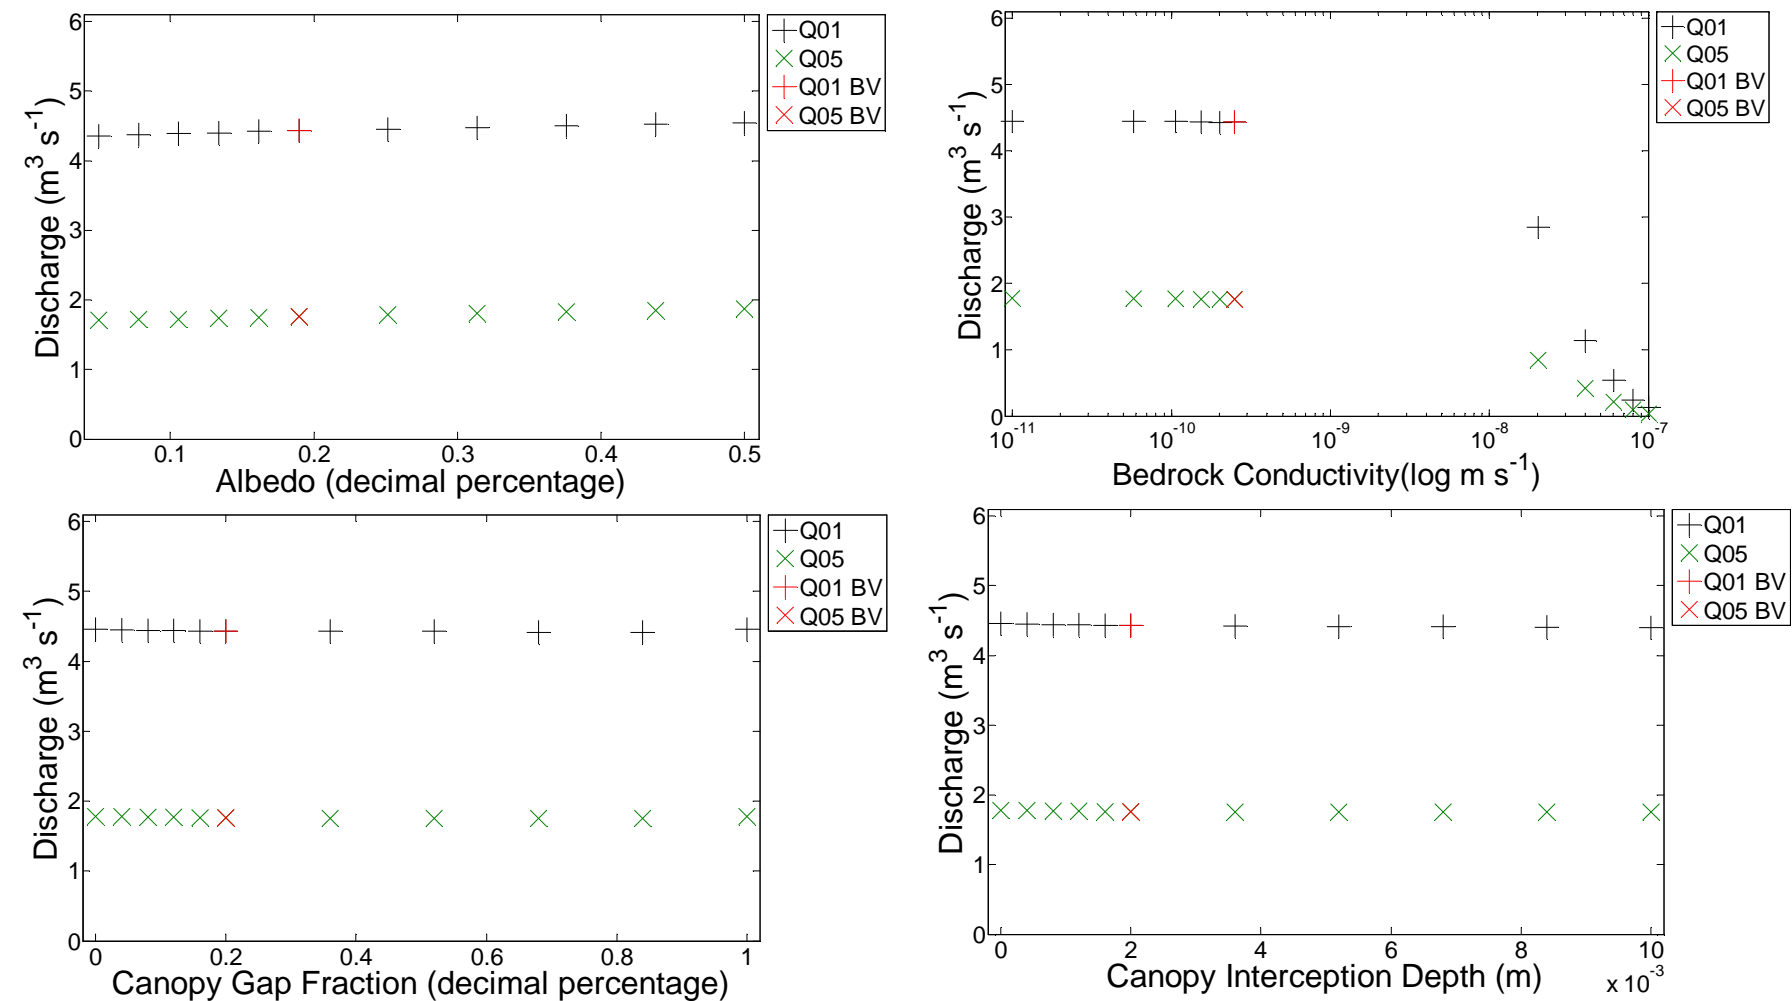 6
5
4
3
2
1
0
Discharge (m³ s⁻¹)
0.1 0.2 0.3 0.4 0.5
Albedo (decimal percentage)
Q01
Q05
Q01 BV
Q05 BV
6
5
4
3
2
1
0
Discharge (m³ s⁻¹)
10⁻¹¹ 10⁻¹⁰ 10⁻⁹ 10⁻⁸ 10⁻⁷
Bedrock Conductivity(log m s⁻¹)
Q01
Q05
Q01 BV
Q05 BV
6
5
4
3
2
1
0
Discharge (m³ s⁻¹)
0 0.2 0.4 0.6 0.8 1
Canopy Gap Fraction (decimal percentage)
Q01
Q05
Q01 BV
Q05 BV
6
5
4
3
2
1
0
Discharge (m³ s⁻¹)
0 2 4 6 8 10
Canopy Interception Depth (m)
x 10⁻³
Q01
Q05
Q01 BV
Q05 BV